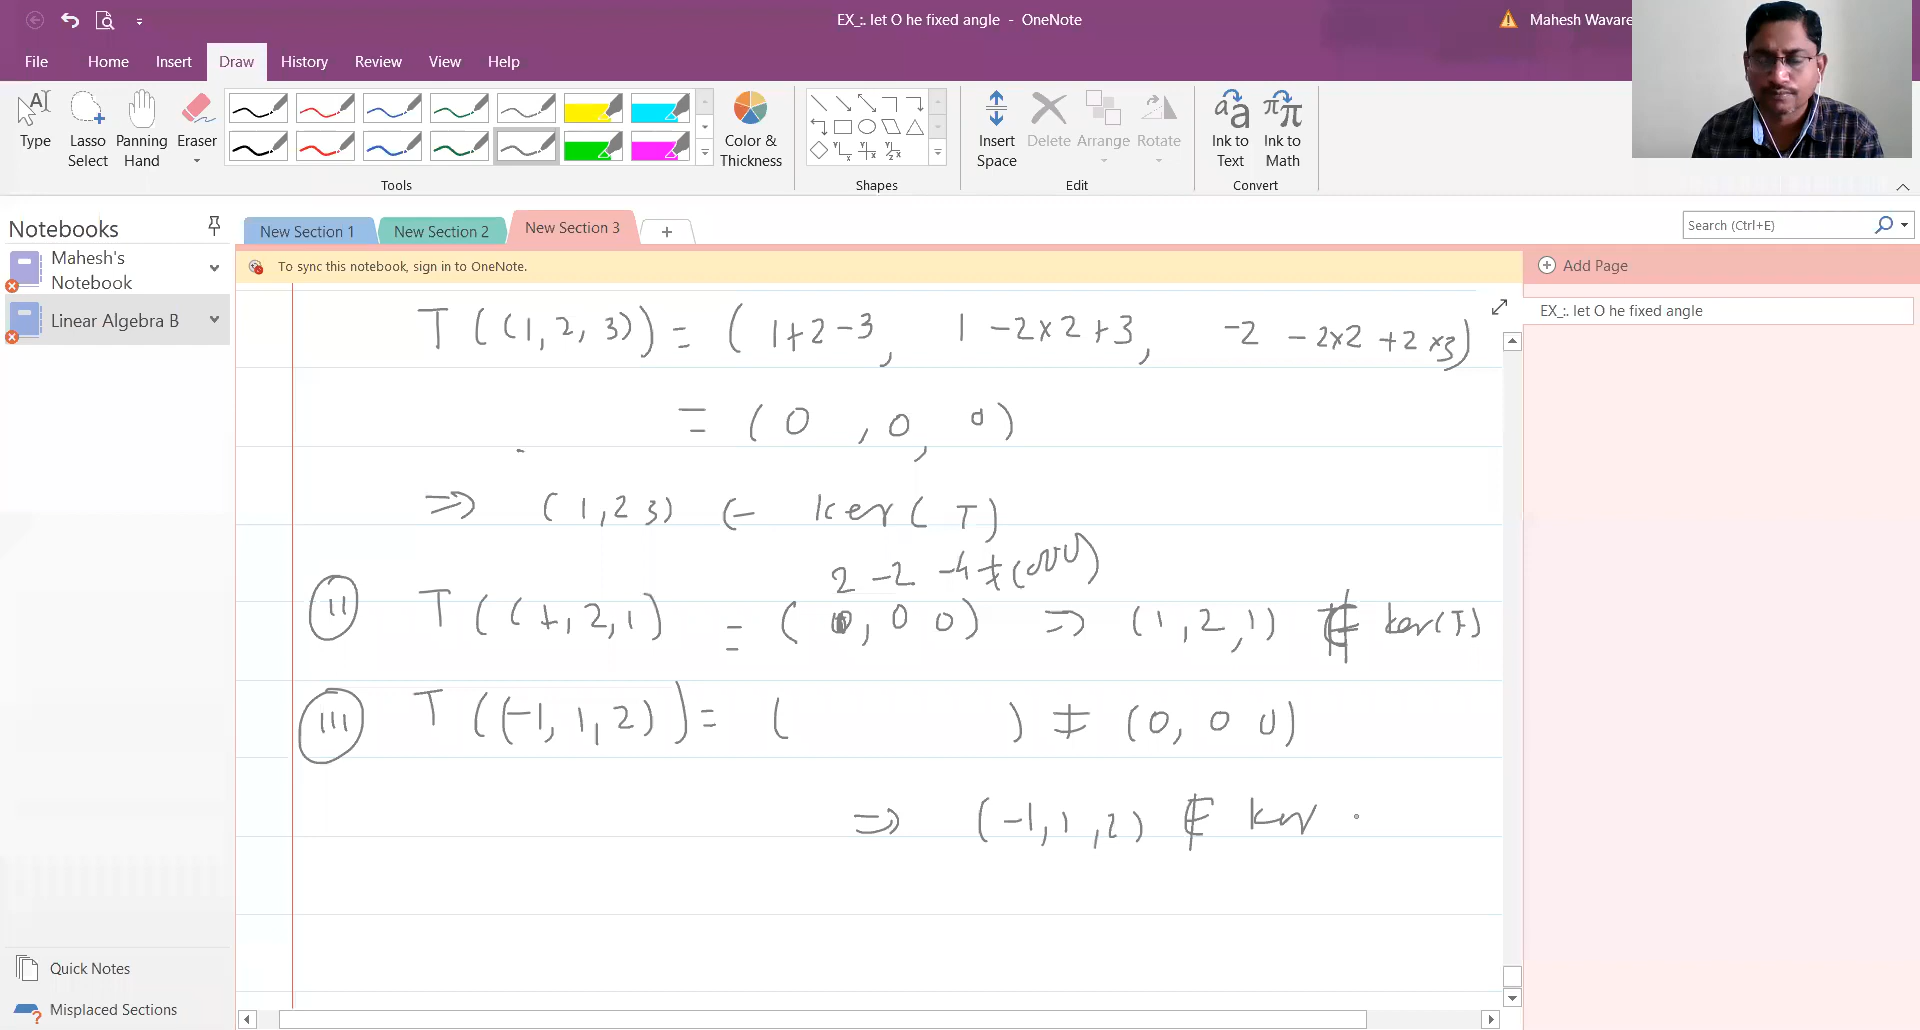 EX_:. let O he fixed angle - OneNote
Mahesh Wavare
File Home Insert Draw History Review View Help
Type
Lasso Select
Panning Hand
Eraser
Color & Thickness
Insert Space
Delete
Arrange
Rotate
Ink to Text
Ink to Math
Tools
Shapes
Edit
Convert
Notebooks
New Section 1
New Section 2
New Section 3
Search (Ctrl+E)
Mahesh's Notebook
Linear Algebra B
To sync this notebook, sign in to OneNote.
Add Page
EX_:. let O he fixed angle
T((1,2,3)) = (1+2-3, 1-2×2+3, -2 -2×2+2×3)
= (0, 0, 0)
⇒ (1,2 3) ∈ ker(T)
2 -2 -4 ≠ (000)
(ii) T((1,2,1) = (0, 0 0) ⇒ (1,2,1) ∉ ker(T)
(iii) T((-1,1,2)) = ( ) ≠ (0, 0 0)
⇒ (-1,1,2) ∉ ker
Quick Notes
Misplaced Sections